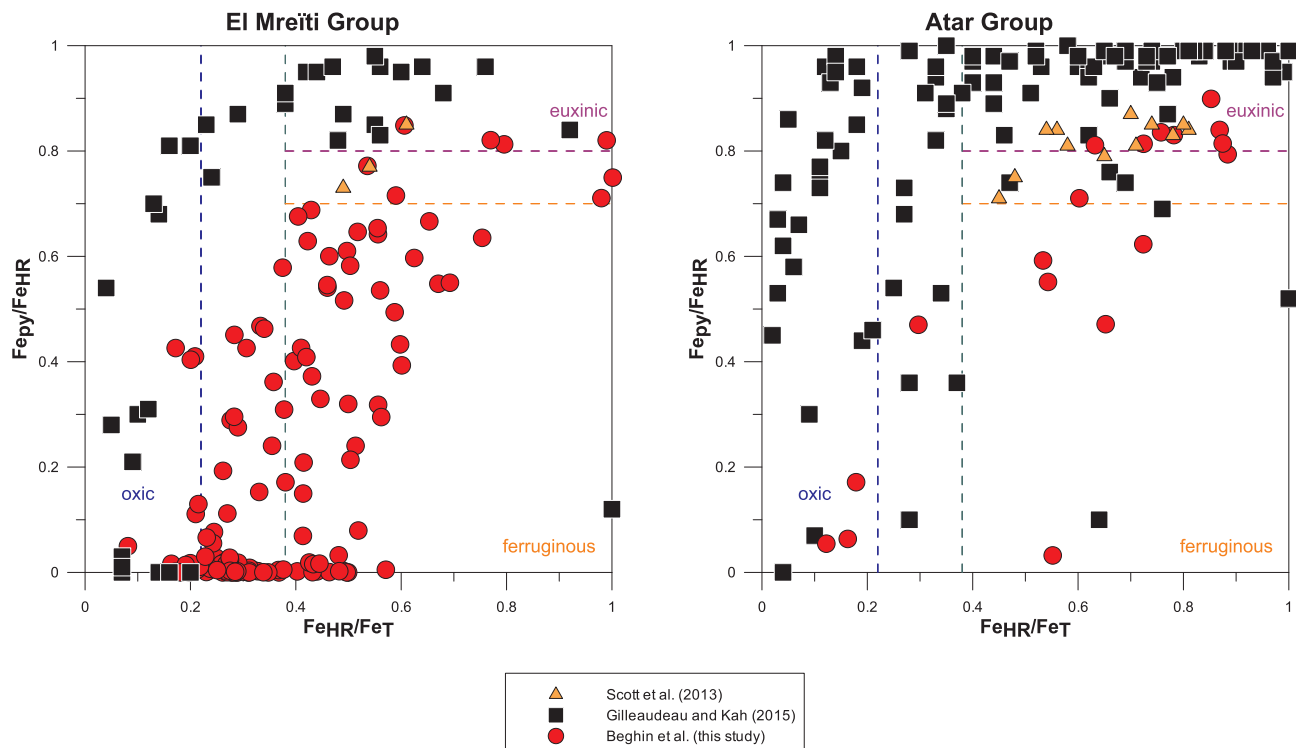 El Mreïti Group
1
0.8
0.6
0.4
0.2
0
Fepy/FeHR
euxinic
oxic
ferruginous
0
0.2
0.4
0.6
0.8
1
FeHR/FeT
Atar Group
1
0.8
0.6
0.4
0.2
0
Fepy/FeHR
euxinic
oxic
ferruginous
0
0.2
0.4
0.6
0.8
1
FeHR/FeT
Scott et al. (2013)
Gilleaudeau and Kah (2015)
Beghin et al. (this study)